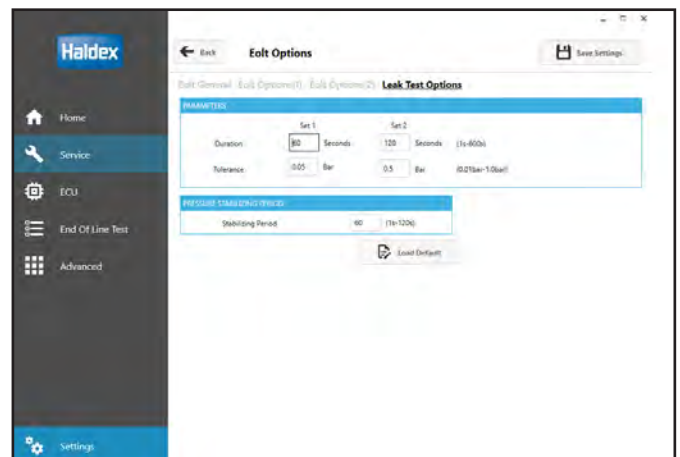 Haldex
Back
Eolt Options
Save Settings
Eolt General Eolt Options(1) Eolt Options(2) Leak Test Options
PARAMETERS
Set 1 Set 2
Duration 60 Seconds 120 Seconds (1s-600s)
Tolerance 0.05 Bar 0.5 Bar (0.01bar-1.0bar)
PRESSURE STABILIZING PERIOD
Stabilizing Period 60 (1s-120s)
Load Default
Home
Service
ECU
End Of Line Test
Advanced
Settings